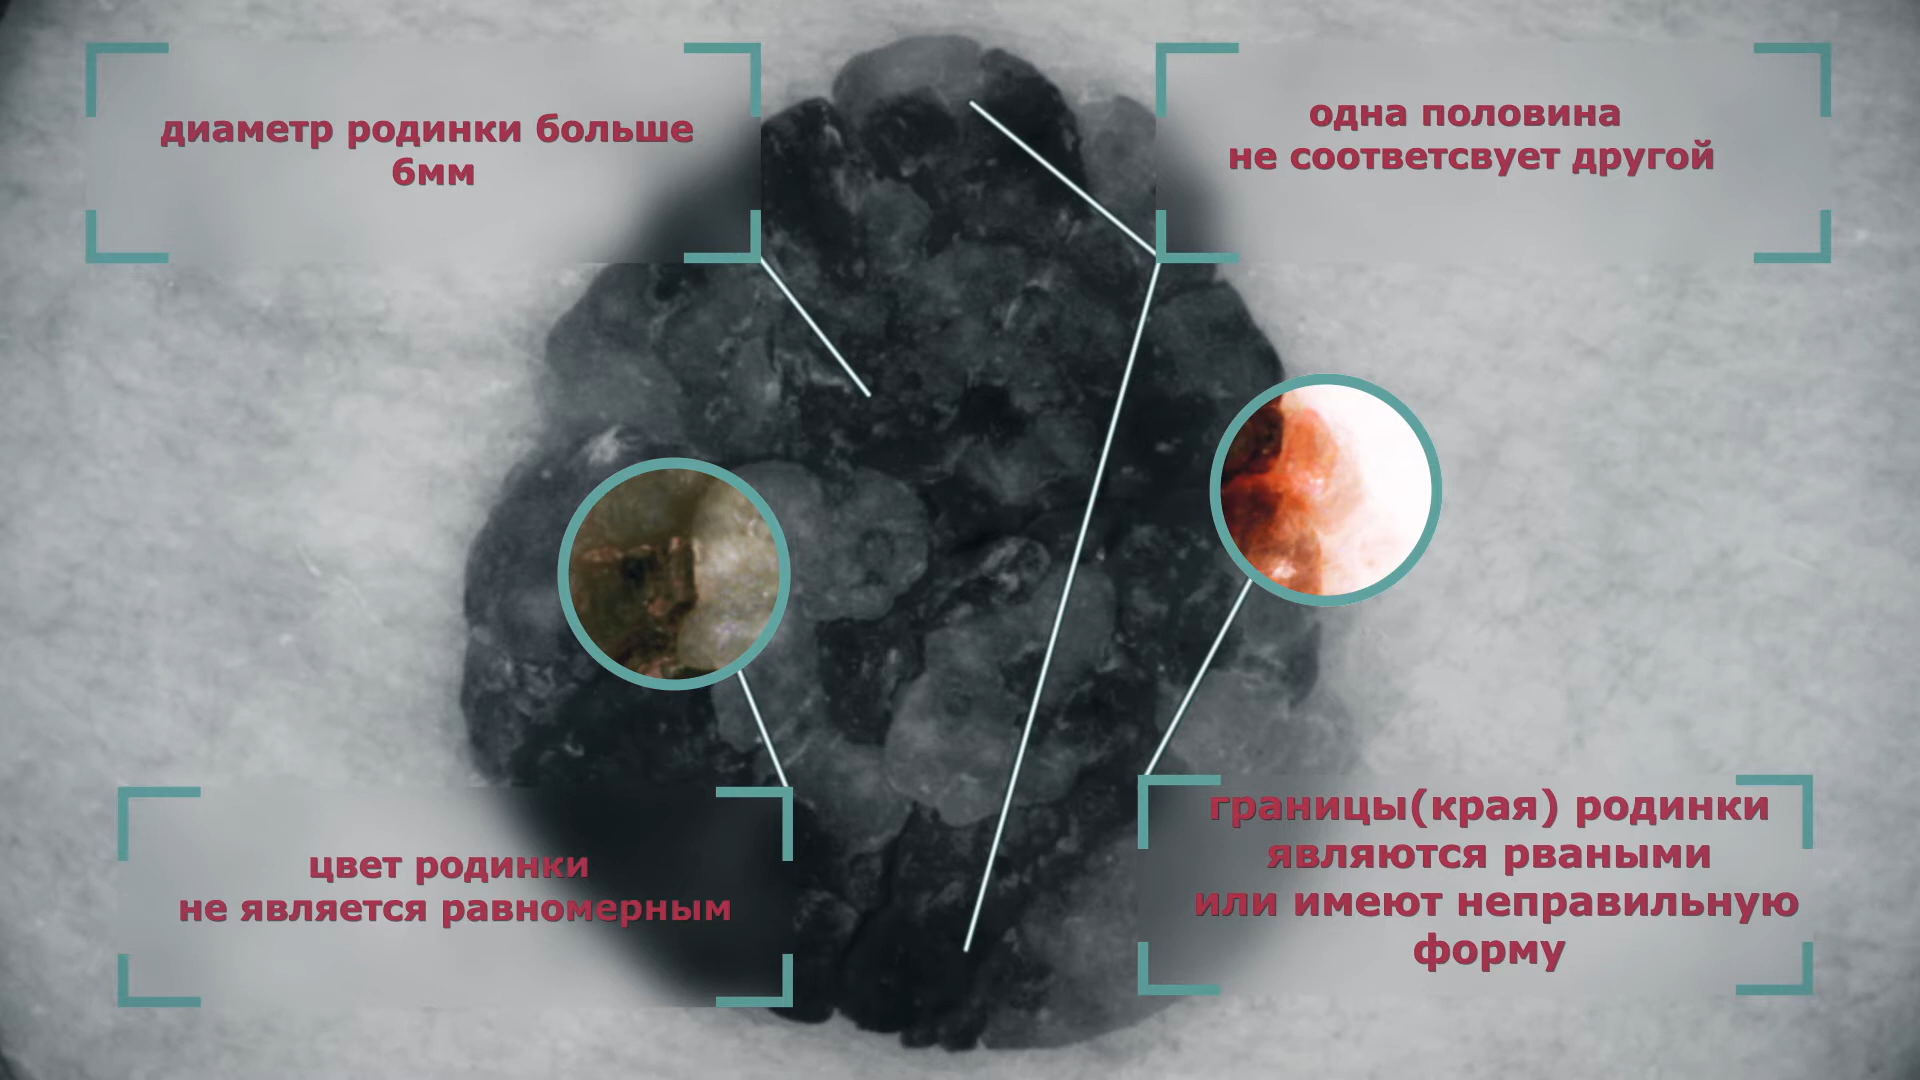 диаметр родинки больше
6мм
одна половина
не соответсвует другой
цвет родинки
не является равномерным
границы(края) родинки
являются рваными
или имеют неправильную
форму